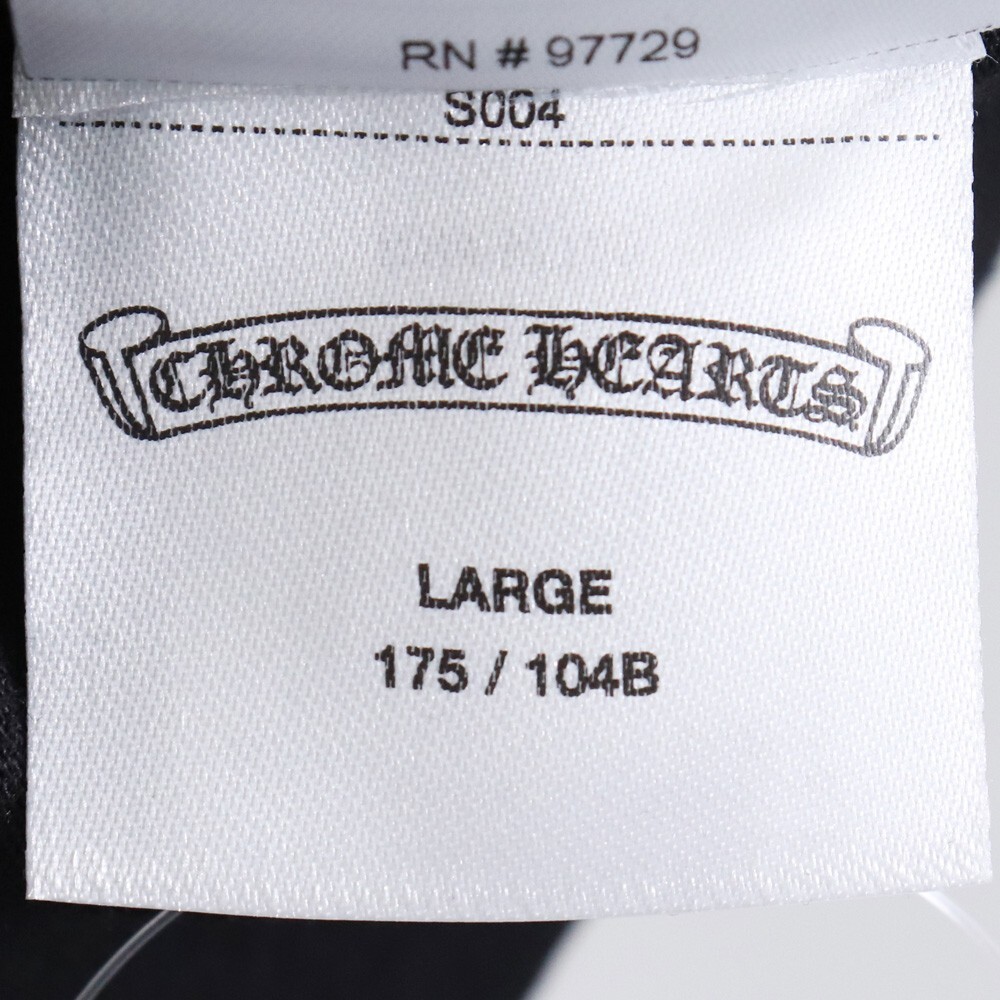 RN # 97729
S004
CHROME HEARTS
LARGE
175 / 104B